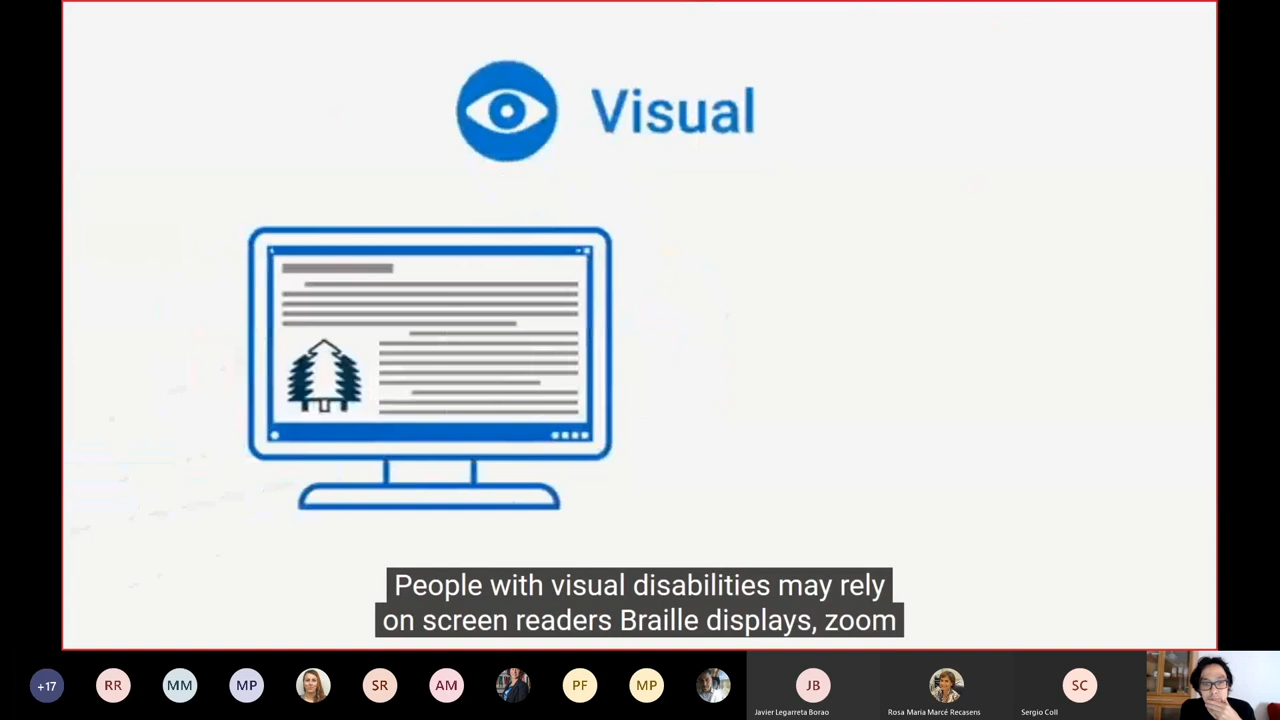 Visual
People with visual disabilities may rely
on screen readers Braille displays, zoom
+17
RR
MM
MP
SR
AM
PF
MP
JB
SC
Javier Legarreta Borao
Rosa Maria Marcé Recasens
Sergio Coll